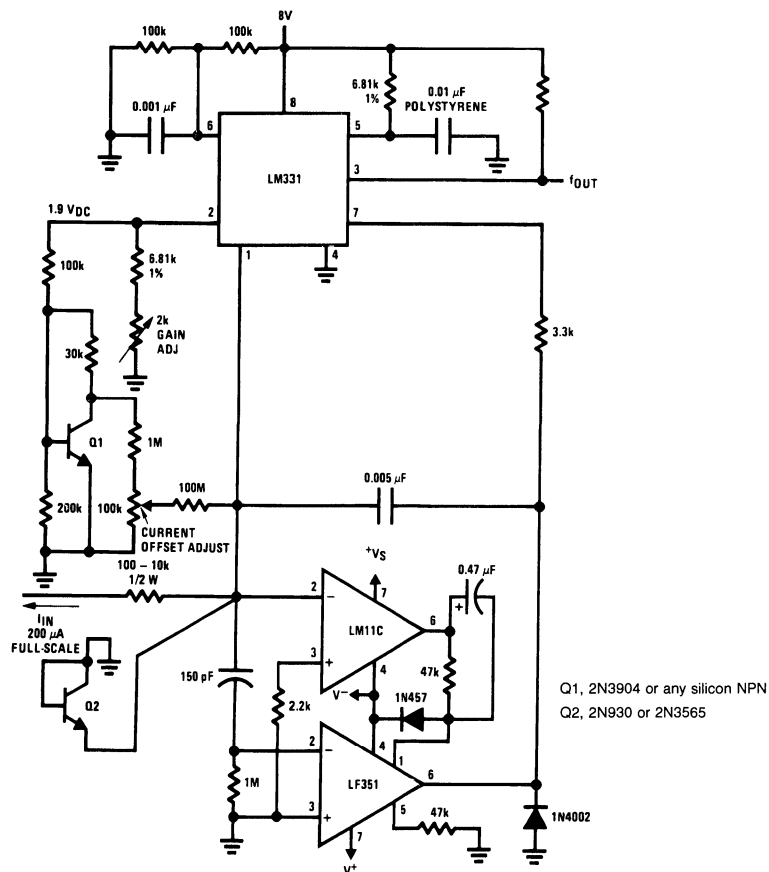 8V
100k
100k
0.001 μF
6.81k
1%
0.01 μF
POLYSTYRENE
8
6
5
LM331
3
fOUT
1.9 VDC
2
7
1
4
100k
6.81k
1%
2k
GAIN
ADJ
3.3k
30k
Q1
1M
100M
0.005 μF
200k
100k
CURRENT
OFFSET ADJUST
100 – 10k
1/2 W
+VS
0.47 μF
+
2
–
7
LM11C
6
IIN
200 μA
FULL-SCALE
3
+
4
47k
150 pF
V–
1N457
Q2
2.2k
Q1, 2N3904 or any silicon NPN
Q2, 2N930 or 2N3565
2
–
4
1
1M
LF351
6
3
+
5
47k
1N4002
7
V+